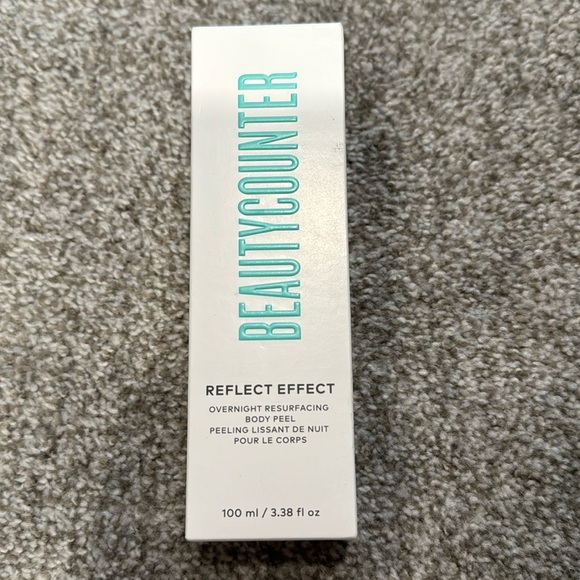 BEAUTYCOUNTER
REFLECT EFFECT
OVERNIGHT RESURFACING
BODY PEEL
PEELING LISSANT DE NUIT
POUR LE CORPS
100 ml / 3.38 fl oz